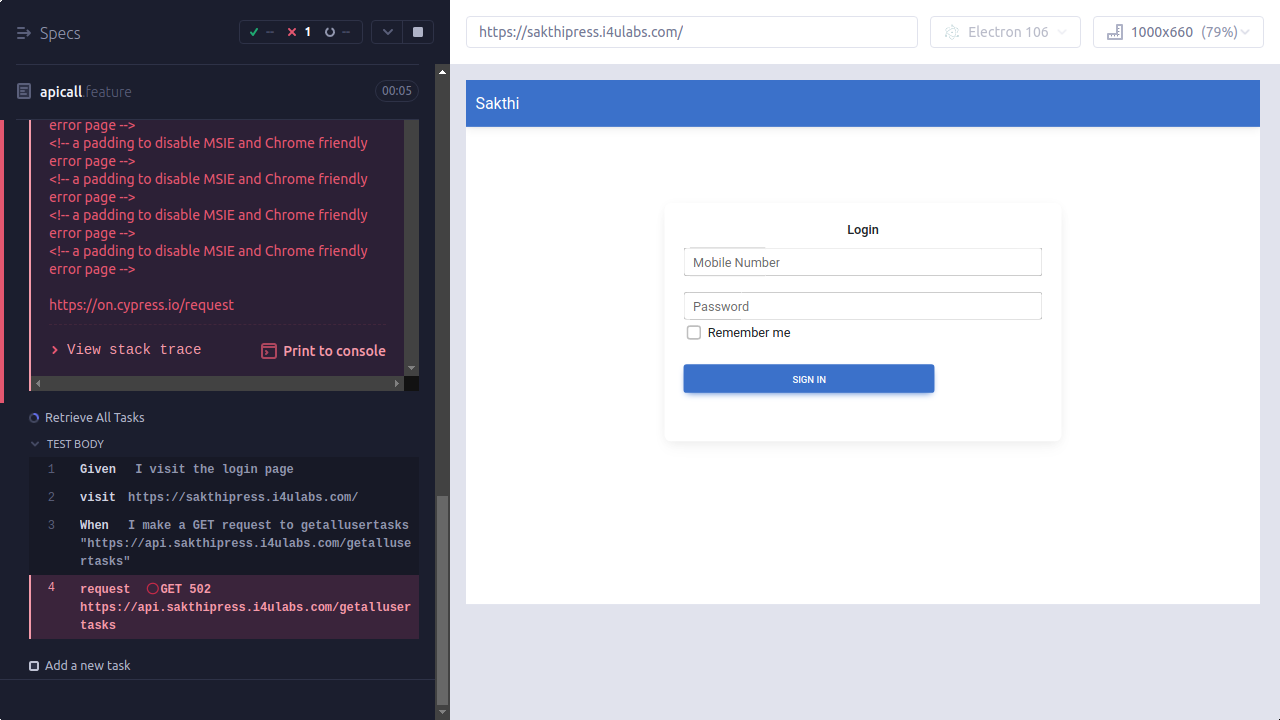 Specs
-- 1 --
https://sakthipress.i4ulabs.com/
Electron 106
1000x660 (79%)
apicall.feature
00:05
error page -->
<!-- a padding to disable MSIE and Chrome friendly
error page -->
<!-- a padding to disable MSIE and Chrome friendly
error page -->
<!-- a padding to disable MSIE and Chrome friendly
error page -->
<!-- a padding to disable MSIE and Chrome friendly
error page -->
https://on.cypress.io/request
View stack trace
Print to console
Retrieve All Tasks
TEST BODY
1 Given I visit the login page
2 visit https://sakthipress.i4ulabs.com/
3 When I make a GET request to getallusertasks
"https://api.sakthipress.i4ulabs.com/getalluse
rtasks"
4 request GET 502
https://api.sakthipress.i4ulabs.com/getalluser
tasks
Add a new task
Sakthi
Login
Mobile Number
Password
Remember me
SIGN IN